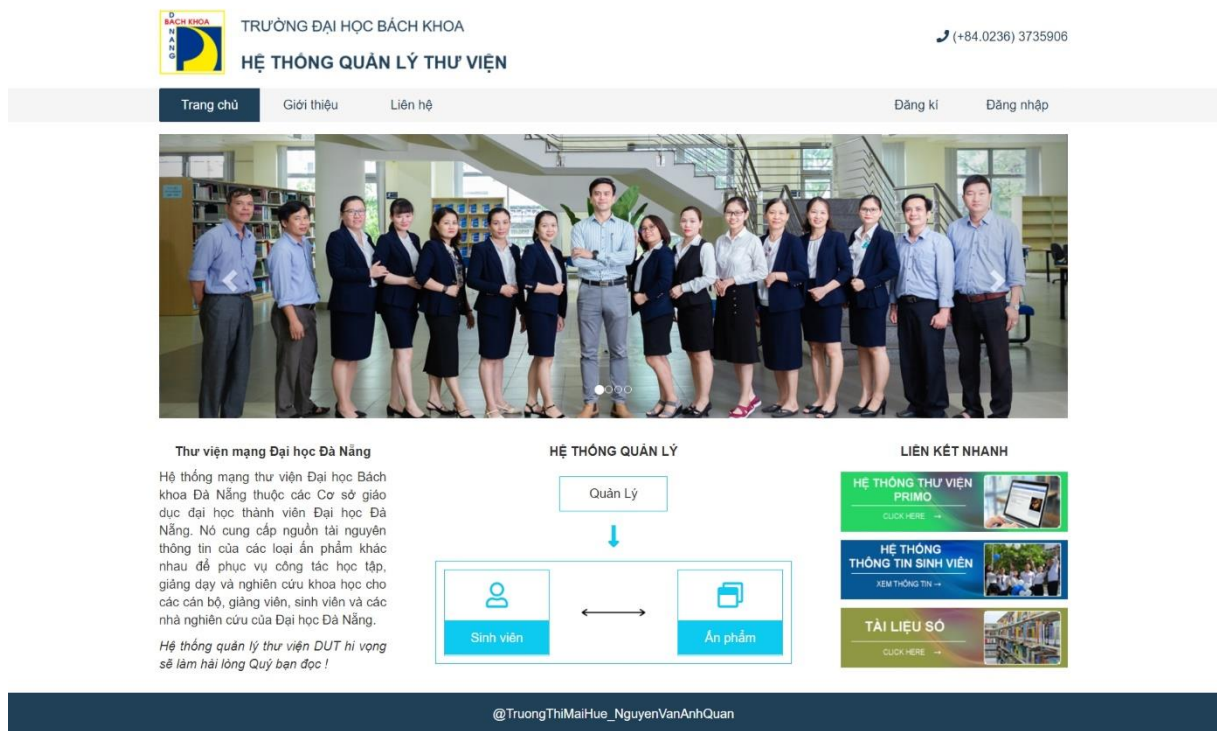 D
BACH KHOA
N
A
N
G
TRƯỜNG ĐẠI HỌC BÁCH KHOA
HỆ THỐNG QUẢN LÝ THƯ VIỆN
(+84.0236) 3735906
Trang chủ
Giới thiệu
Liên hệ
Đăng kí
Đăng nhập
Thư viện mạng Đại học Đà Nẵng
Hệ thống mạng thư viện Đại học Bách
khoa Đà Nẵng thuộc các Cơ sở giáo
dục đại học thành viên Đại học Đà
Nẵng. Nó cung cấp nguồn tài nguyên
thông tin của các loại ấn phẩm khác
nhau để phục vụ công tác học tập,
giảng dạy và nghiên cứu khoa học cho
các cán bộ, giảng viên, sinh viên và các
nhà nghiên cứu của Đại học Đà Nẵng.
Hệ thống quản lý thư viện DUT hi vọng
sẽ làm hài lòng Quý bạn đọc !
HỆ THỐNG QUẢN LÝ
Quản Lý
Sinh viên
Ấn phẩm
LIÊN KẾT NHANH
HỆ THỐNG THƯ VIỆN
PRIMO
CLICK HERE →
HỆ THỐNG
THÔNG TIN SINH VIÊN
XEM THÔNG TIN →
TÀI LIỆU SỐ
CLICK HERE →
@TruongThiMaiHue_NguyenVanAnhQuan